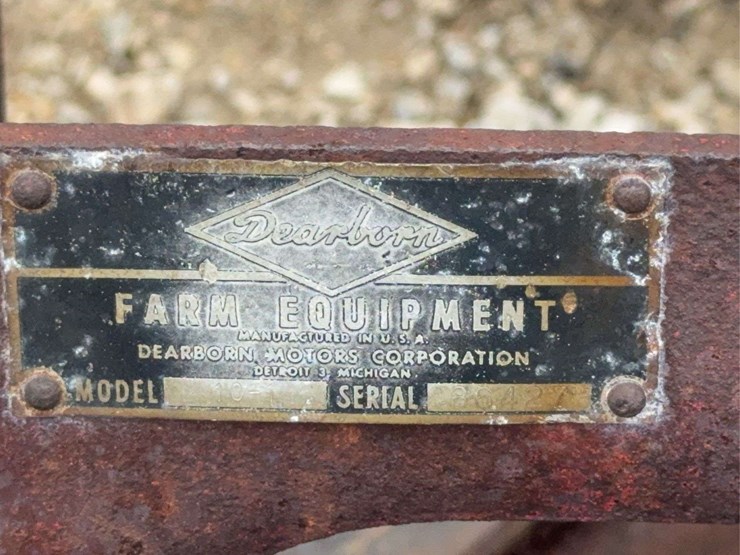 Dearborn
FARM EQUIPMENT
MANUFACTURED IN U.S.A.
DEARBORN MOTORS CORPORATION
DETROIT 3 MICHIGAN
MODEL SERIAL